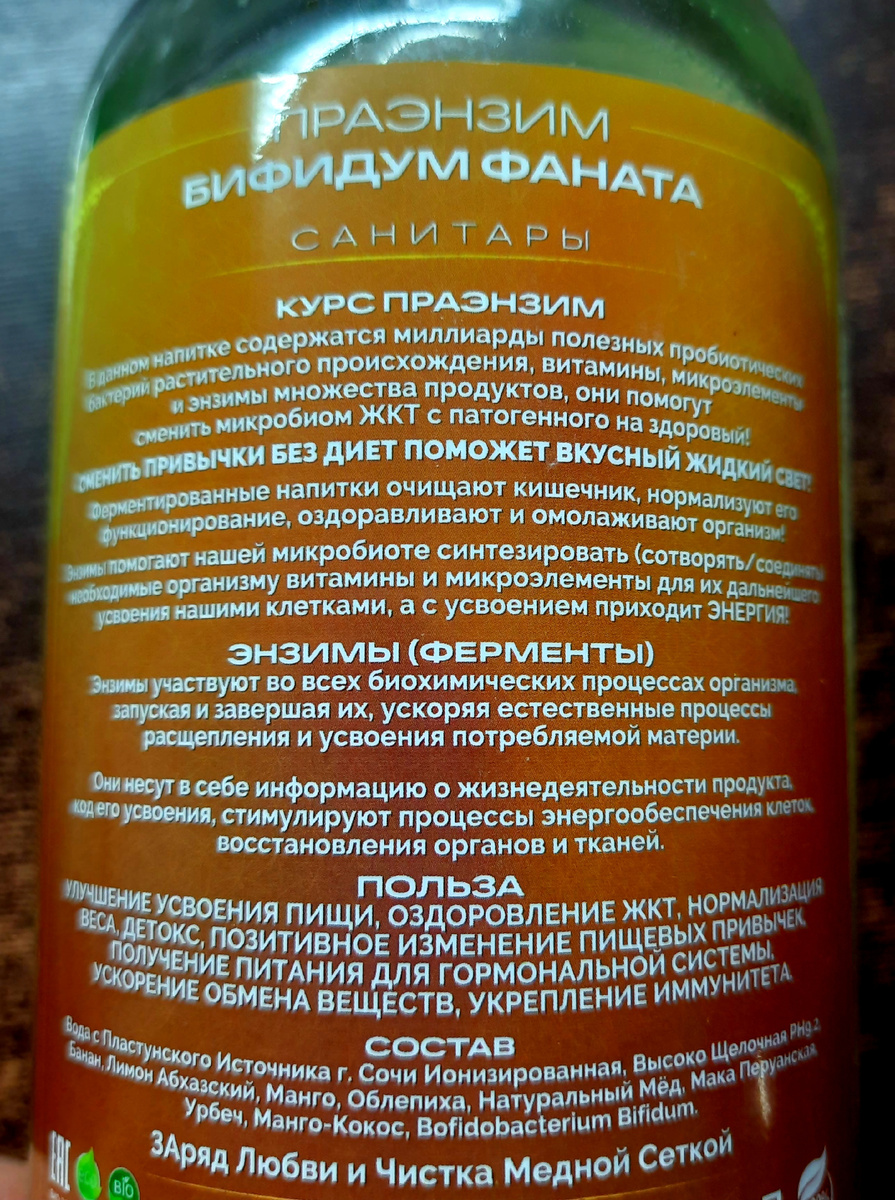 ПРАЭНЗИМ
БИФИДУМ ФАНАТА
САНИТАРЫ
КУРС ПРАЭНЗИМ
В данном напитке содержатся миллиарды полезных пробиотических
бактерий растительного происхождения, витамины, микроэлементы
и энзимы множества продуктов, они помогут
сменить микробиом ЖКТ с патогенного на здоровый!
СМЕНИТЬ ПРИВЫЧКИ БЕЗ ДИЕТ ПОМОЖЕТ ВКУСНЫЙ ЖИДКИЙ СВЕТ!
Ферментированные напитки очищают кишечник, нормализуют его
функционирование, оздоравливают и омолаживают организм!
Энзимы помогают нашей микробиоте синтезировать (сотворять/соединять
необходимые организму витамины и микроэлементы для их дальнейшего
усвоения нашими клетками, а с усвоением приходит ЭНЕРГИЯ!
ЭНЗИМЫ (ФЕРМЕНТЫ)
Энзимы участвуют во всех биохимических процессах организма,
запуская и завершая их, ускоряя естественные процессы
расщепления и усвоения потребляемой материи.
Они несут в себе информацию о жизнедеятельности продукта,
код его усвоения, стимулируют процессы энергообеспечения клеток,
восстановления органов и тканей.
ПОЛЬЗА
УЛУЧШЕНИЕ УСВОЕНИЯ ПИЩИ, ОЗДОРОВЛЕНИЕ ЖКТ, НОРМАЛИЗАЦИЯ
ВЕСА, ДЕТОКС, ПОЗИТИВНОЕ ИЗМЕНЕНИЕ ПИЩЕВЫХ ПРИВЫЧЕК,
ПОЛУЧЕНИЕ ПИТАНИЯ ДЛЯ ГОРМОНАЛЬНОЙ СИСТЕМЫ,
УСКОРЕНИЕ ОБМЕНА ВЕЩЕСТВ, УКРЕПЛЕНИЕ ИММУНИТЕТА
СОСТАВ
Вода с Пластунского Источника г. Сочи Ионизированная, Высоко Щелочная PH9.2,
Банан, Лимон Абхазский, Манго, Облепиха, Натуральный Мёд, Мака Перуанская,
Урбеч, Манго-Кокос, Bofidobacterium Bifidum.
ЗАряд Любви и Чистка Медной Сеткой
EAC
ECO
BIO